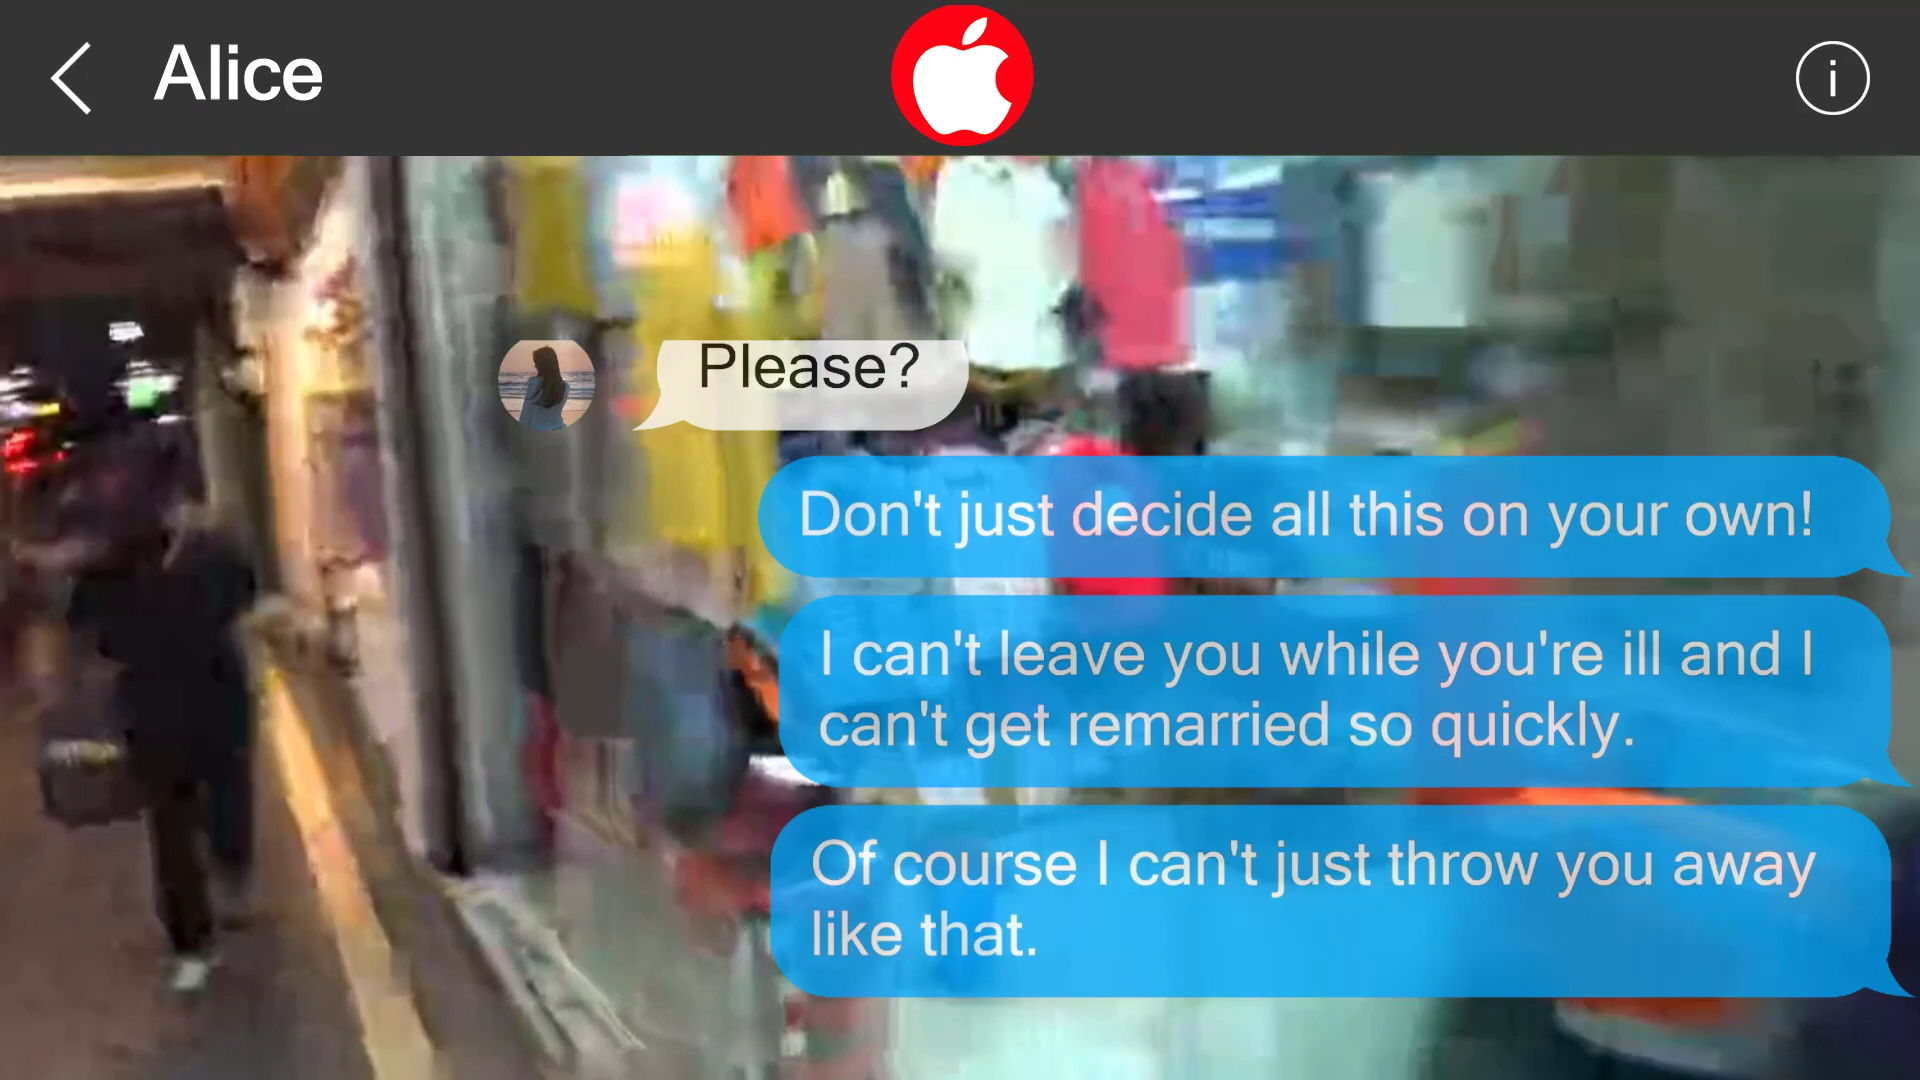 Alice
Please?
Don't just decide all this on your own!
I can't leave you while you're ill and I
can't get remarried so quickly.
Of course I can't just throw you away
like that.